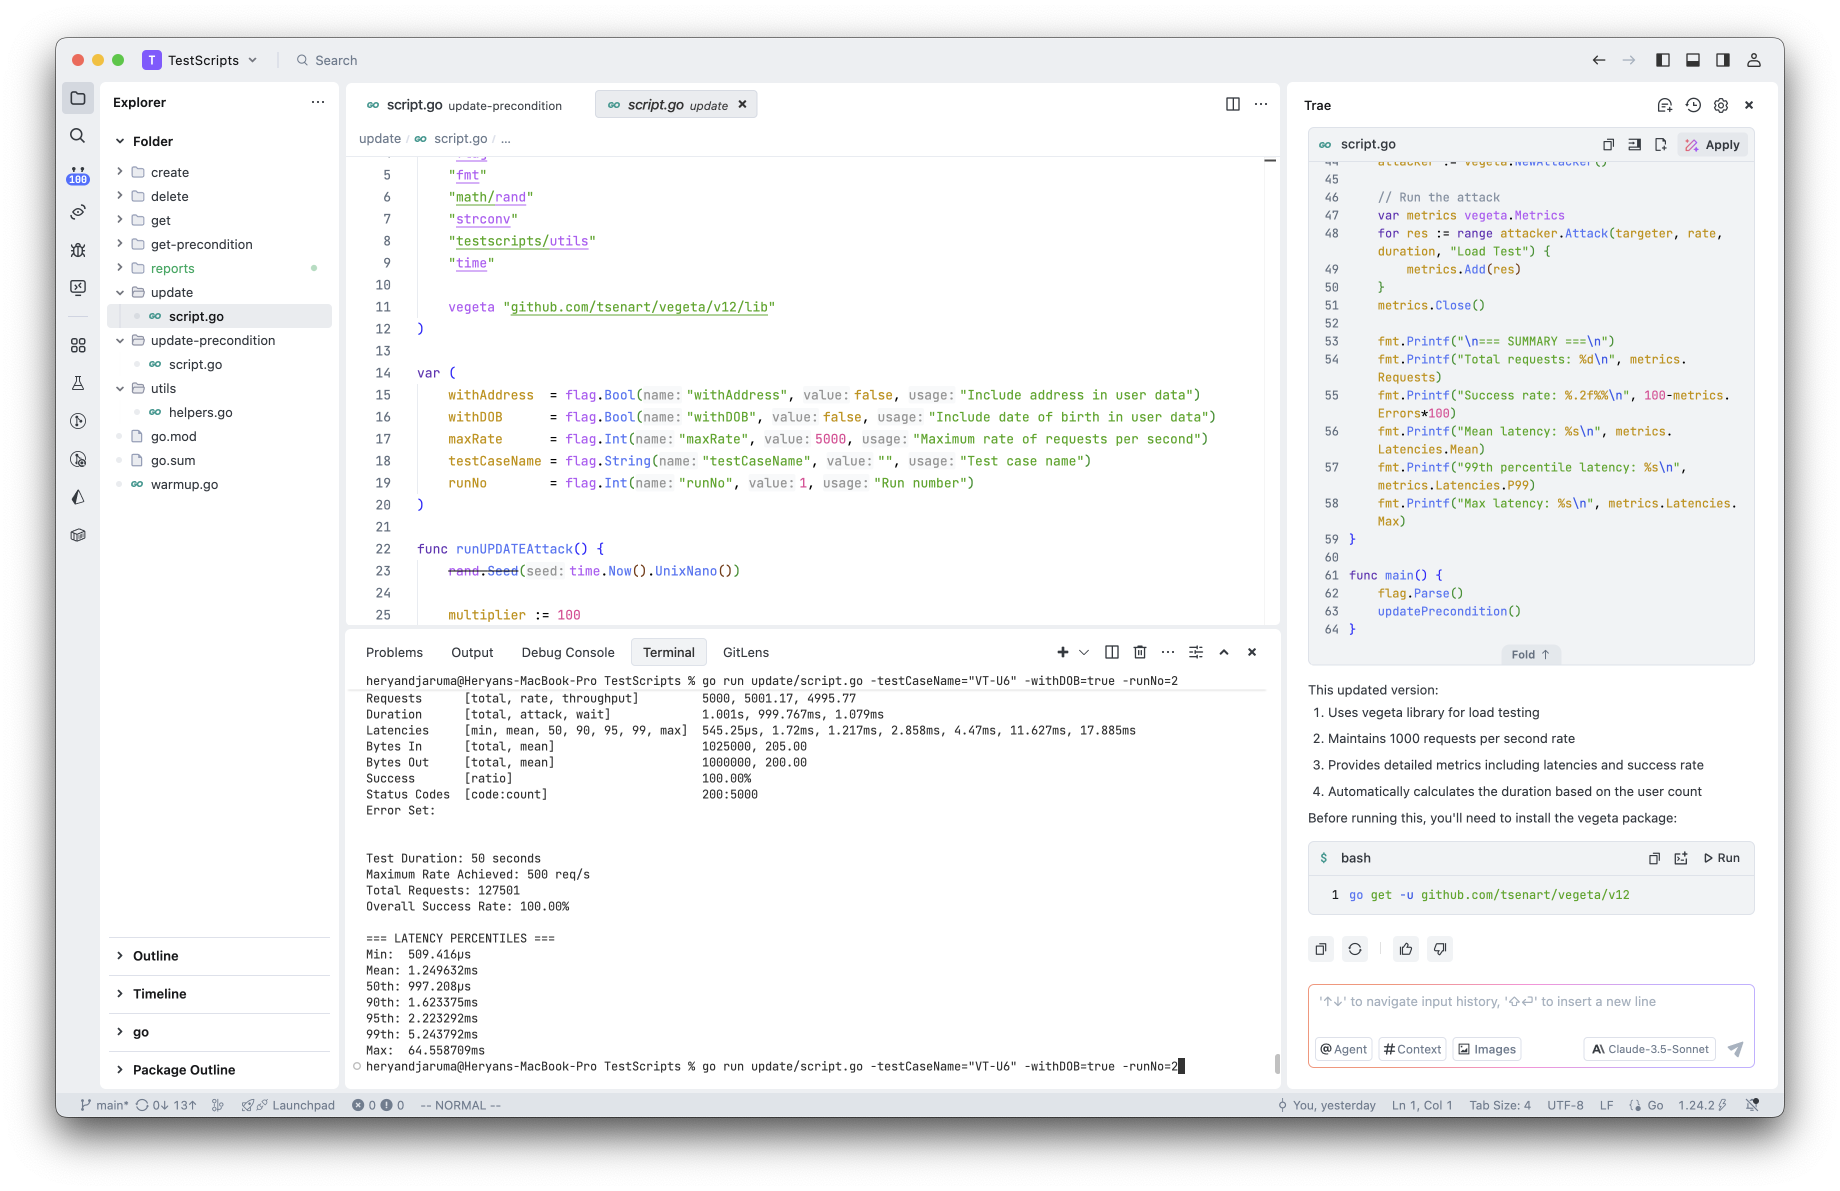 T TestScripts
Search
Explorer
Folder
create
delete
get
get-precondition
reports
update
script.go
update-precondition
script.go
utils
helpers.go
go.mod
go.sum
warmup.go
Outline
Timeline
go
Package Outline
100
script.go update-precondition
script.go update
update / script.go / ...
5 "fmt"
6 "math/rand"
7 "strconv"
8 "testscripts/utils"
9 "time"
10
11 vegeta "github.com/tsenart/vegeta/v12/lib"
12 )
13
14 var (
15 withAddress = flag.Bool(name: "withAddress", value: false, usage: "Include address in user data")
16 withDOB = flag.Bool(name: "withDOB", value: false, usage: "Include date of birth in user data")
17 maxRate = flag.Int(name: "maxRate", value: 5000, usage: "Maximum rate of requests per second")
18 testCaseName = flag.String(name: "testCaseName", value: "", usage: "Test case name")
19 runNo = flag.Int(name: "runNo", value: 1, usage: "Run number")
20 )
21
22 func runUPDATEAttack() {
23 rand.Seed(seed: time.Now().UnixNano())
24
25 multiplier := 100
Problems Output Debug Console Terminal GitLens
heryandjaruma@Heryans-MacBook-Pro TestScripts % go run update/script.go -testCaseName="VT-U6" -withDOB=true -runNo=2
Requests [total, rate, throughput] 5000, 5001.17, 4995.77
Duration [total, attack, wait] 1.001s, 999.767ms, 1.079ms
Latencies [min, mean, 50, 90, 95, 99, max] 545.25µs, 1.72ms, 1.217ms, 2.858ms, 4.47ms, 11.627ms, 17.885ms
Bytes In [total, mean] 1025000, 205.00
Bytes Out [total, mean] 1000000, 200.00
Success [ratio] 100.00%
Status Codes [code:count] 200:5000
Error Set:
Test Duration: 50 seconds
Maximum Rate Achieved: 500 req/s
Total Requests: 127501
Overall Success Rate: 100.00%
=== LATENCY PERCENTILES ===
Min: 509.416µs
Mean: 1.249632ms
50th: 997.208µs
90th: 1.623375ms
95th: 2.223292ms
99th: 5.243792ms
Max: 64.558709ms
heryandjaruma@Heryans-MacBook-Pro TestScripts % go run update/script.go -testCaseName="VT-U6" -withDOB=true -runNo=2
Trae
script.go
Apply
44 attacker := vegeta.NewAttacker()
45
46 // Run the attack
47 var metrics vegeta.Metrics
48 for res := range attacker.Attack(targeter, rate,
duration, "Load Test") {
49 metrics.Add(res)
50 }
51 metrics.Close()
52
53 fmt.Printf("\n=== SUMMARY ===\n")
54 fmt.Printf("Total requests: %d\n", metrics.
Requests)
55 fmt.Printf("Success rate: %.2f%%\n", 100-metrics.
Errors*100)
56 fmt.Printf("Mean latency: %s\n", metrics.
Latencies.Mean)
57 fmt.Printf("99th percentile latency: %s\n",
metrics.Latencies.P99)
58 fmt.Printf("Max latency: %s\n", metrics.Latencies.
Max)
59 }
60
61 func main() {
62 flag.Parse()
63 updatePrecondition()
64 }
Fold ↑
This updated version:
1. Uses vegeta library for load testing
2. Maintains 1000 requests per second rate
3. Provides detailed metrics including latencies and success rate
4. Automatically calculates the duration based on the user count
Before running this, you'll need to install the vegeta package:
$ bash
Run
1 go get -u github.com/tsenart/vegeta/v12
'↑↓' to navigate input history, '⇧⏎' to insert a new line
@Agent #Context Images Claude-3.5-Sonnet
main* 0↓ 13↑ Launchpad 0 0 -- NORMAL --
You, yesterday Ln 1, Col 1 Tab Size: 4 UTF-8 LF Go 1.24.2